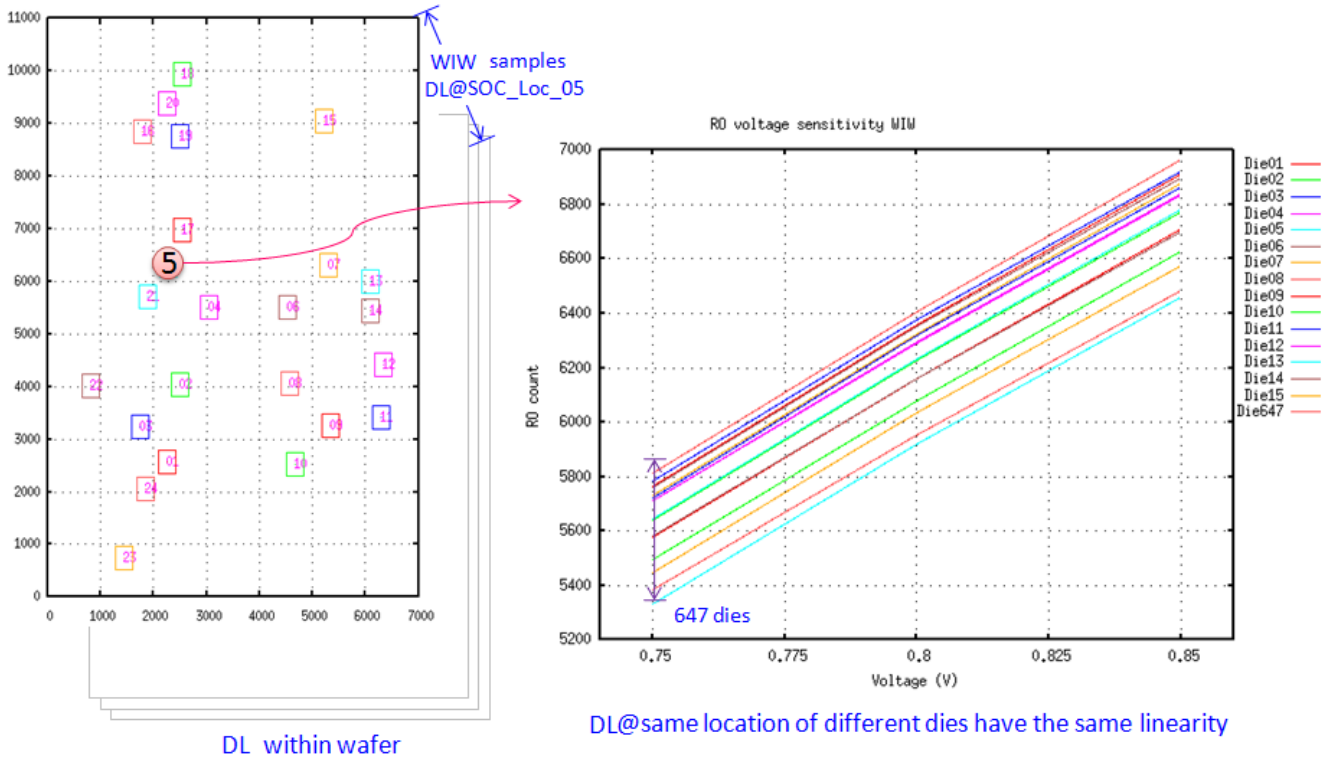 11000
10000
9000
8000
7000
6000
5000
4000
3000
2000
1000
0
0 1000 2000 3000 4000 5000 6000 7000
18
20
16
19
15
17
5
07
13
21
04
06
14
12
22
02
08
03
09
11
01
10
24
23
WIW samples
DL@SOC_Loc_05
DL within wafer
RO voltage sensitivity WIW
7000
6800
6600
6400
6200
6000
5800
5600
5400
5200
RO count
0.75 0.775 0.8 0.825 0.85
Voltage (V)
647 dies
Die01
Die02
Die03
Die04
Die05
Die06
Die07
Die08
Die09
Die10
Die11
Die12
Die13
Die14
Die15
Die647
DL@same location of different dies have the same linearity